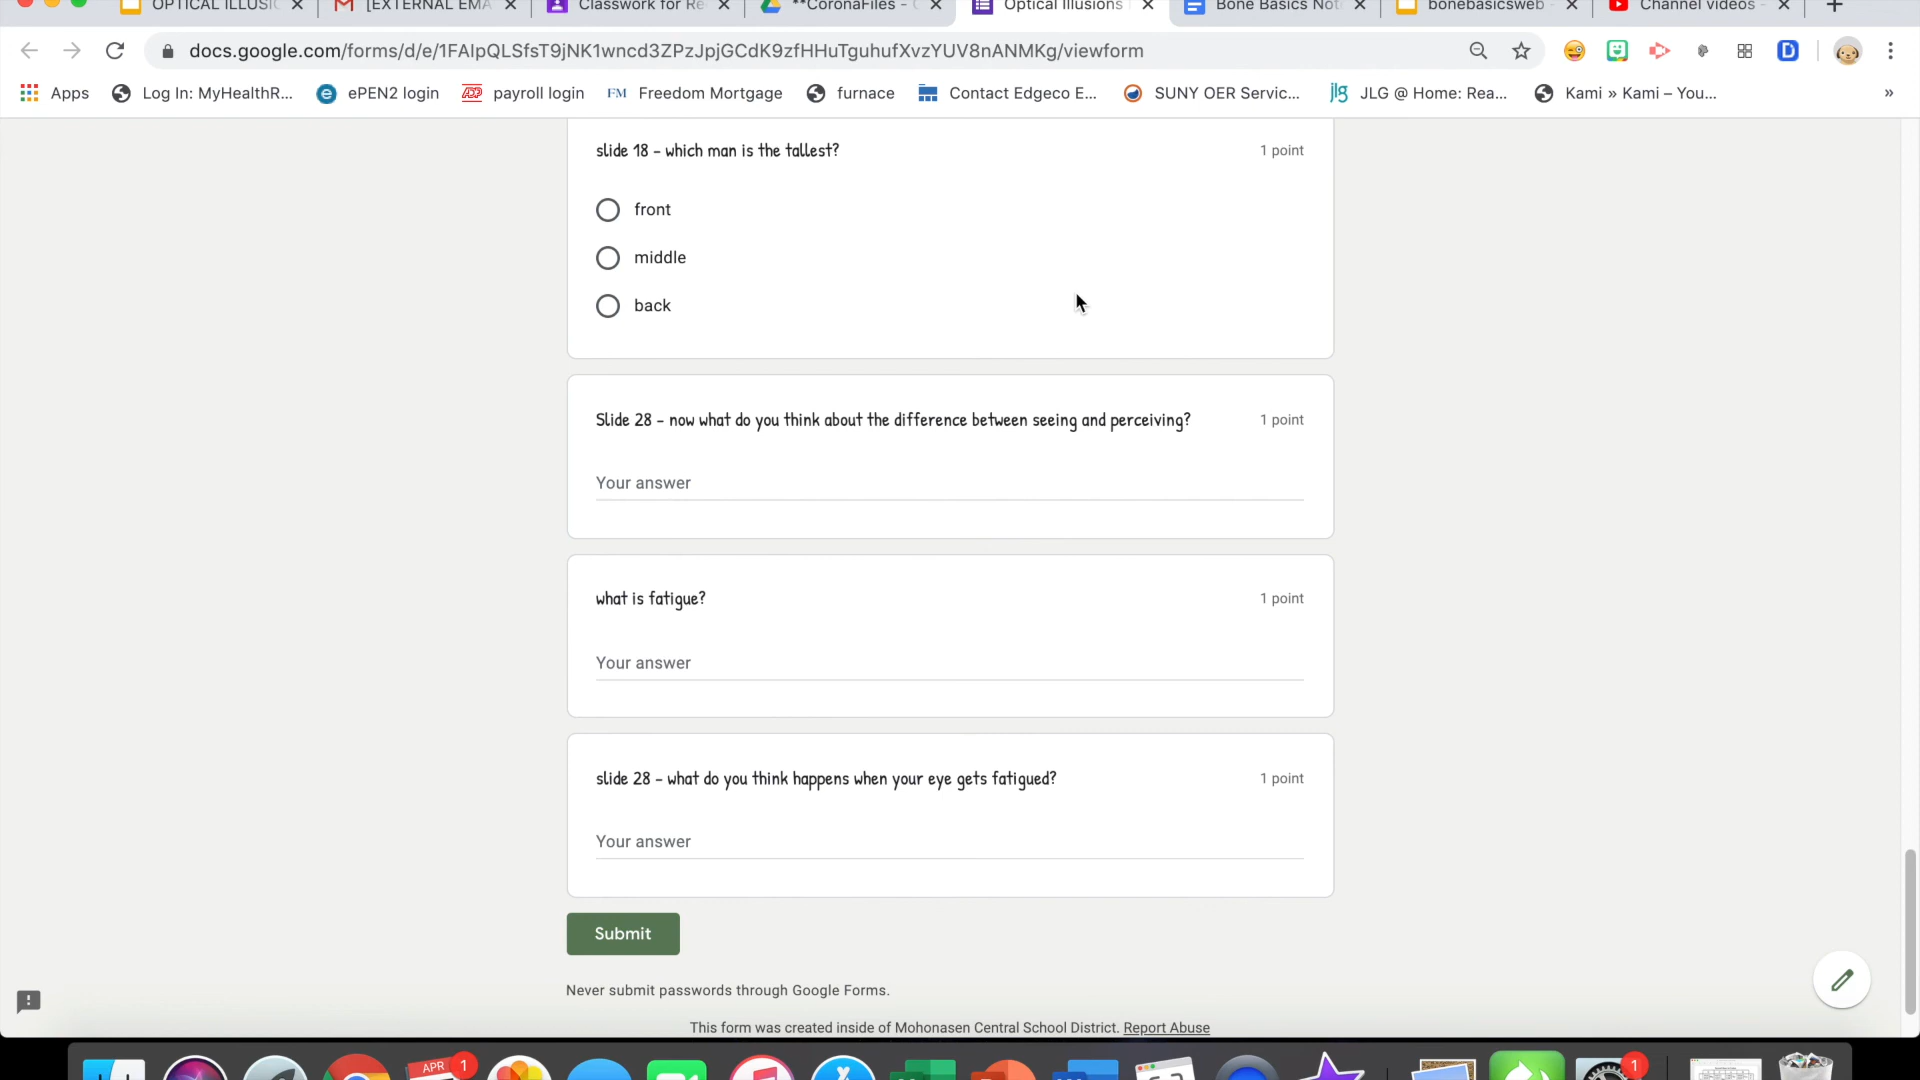 OPTICAL ILLUSIO
[EXTERNAL EMA
Classwork for Re
**CoronaFiles - G
Optical Illusions
Bone Basics Not
bonebasicsweb -
Channel videos -
docs.google.com/forms/d/e/1FAIpQLSfsT9jNK1wncd3ZPzJpjGCdK9zfHHuTguhufXvzYUV8nANMKg/viewform
Apps
Log In: MyHealthR...
ePEN2 login
payroll login
FM Freedom Mortgage
furnace
Contact Edgeco E...
SUNY OER Servic...
jlg JLG @ Home: Rea...
Kami » Kami – You...
»
slide 18 - which man is the tallest?
1 point
front
middle
back
Slide 28 - now what do you think about the difference between seeing and perceiving?
1 point
Your answer
what is fatigue?
1 point
Your answer
slide 28 - what do you think happens when your eye gets fatigued?
1 point
Your answer
Submit
Never submit passwords through Google Forms.
This form was created inside of Mohonasen Central School District. Report Abuse
APR
1
1